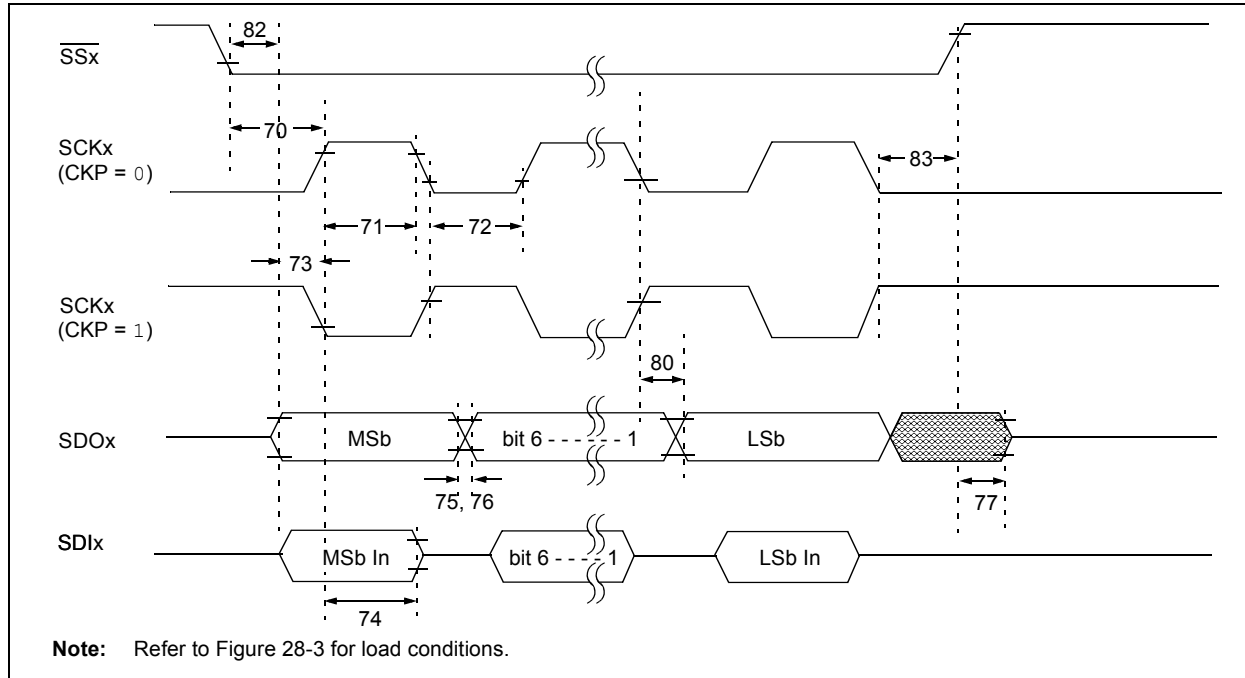 82
SSx
70
SCKx
(CKP = 0)
83
71
72
73
SCKx
(CKP = 1)
80
SDOx
MSb
bit 6 - - - - - - 1
LSb
75, 76
77
SDIx
MSb In
bit 6 - - - - 1
LSb In
74
Note: Refer to Figure 28-3 for load conditions.